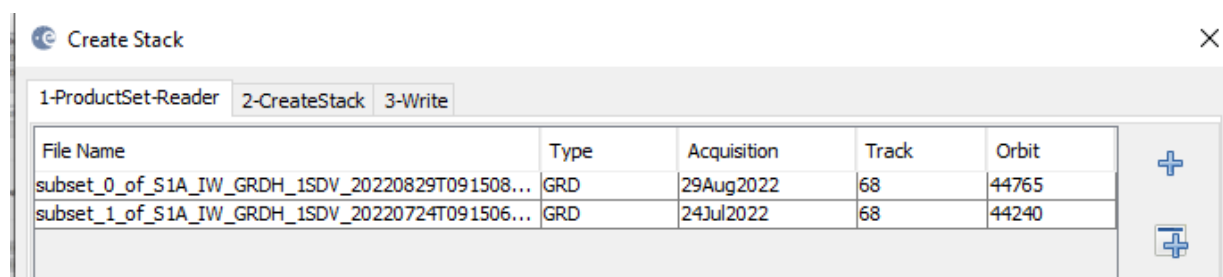 Create Stack
1-ProductSet-Reader 2-CreateStack 3-Write
File Name Type Acquisition Track Orbit
subset_0_of_S1A_IW_GRDH_1SDV_20220829T091508... GRD 29Aug2022 68 44765
subset_1_of_S1A_IW_GRDH_1SDV_20220724T091506... GRD 24Jul2022 68 44240